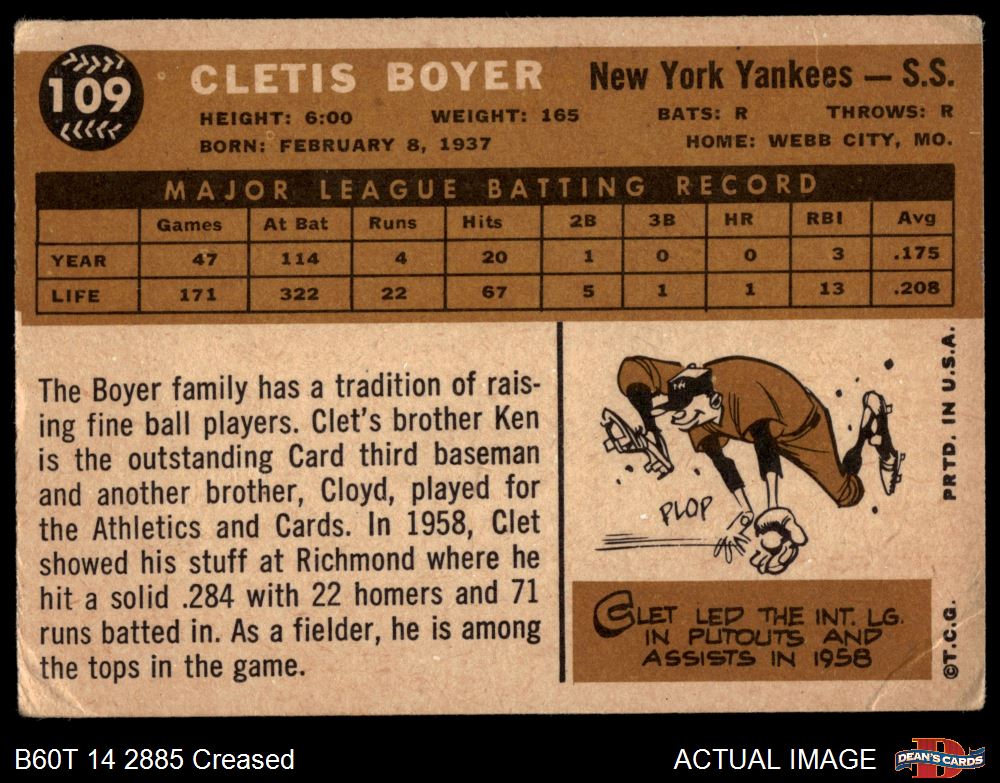 109
CLETIS BOYER
New York Yankees — S.S.
HEIGHT: 6:00 WEIGHT: 165 BATS: R THROWS: R
BORN: FEBRUARY 8, 1937 HOME: WEBB CITY, MO.
MAJOR LEAGUE BATTING RECORD
Games At Bat Runs Hits 2B 3B HR RBI Avg
YEAR 47 114 4 20 1 0 0 3 .175
LIFE 171 322 22 67 5 1 1 13 .208
The Boyer family has a tradition of rais-
ing fine ball players. Clet's brother Ken
is the outstanding Card third baseman
and another brother, Cloyd, played for
the Athletics and Cards. In 1958, Clet
showed his stuff at Richmond where he
hit a solid .284 with 22 homers and 71
runs batted in. As a fielder, he is among
the tops in the game.
PLOP
CLET LED THE INT. LG.
IN PUTOUTS AND
ASSISTS IN 1958
©T.C.G. PRTD. IN U.S.A.
B60T 14 2885 Creased
ACTUAL IMAGE
D
DEAN'S CARDS